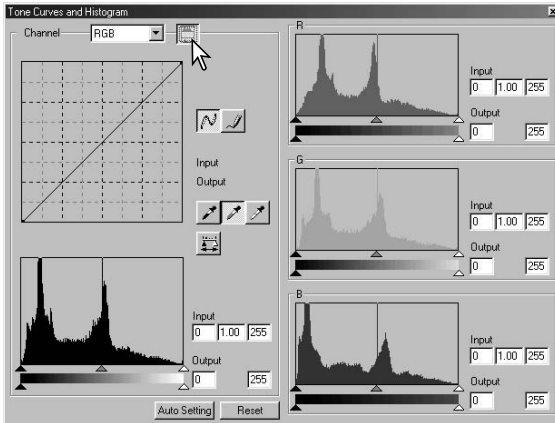 Tone Curves and Histogram
Channel
RGB
Input
Output
Input
0 1.00 255
Output
0 255
Auto Setting
Reset
R
Input
0 1.00 255
Output
0 255
G
Input
0 1.00 255
Output
0 255
B
Input
0 1.00 255
Output
0 255